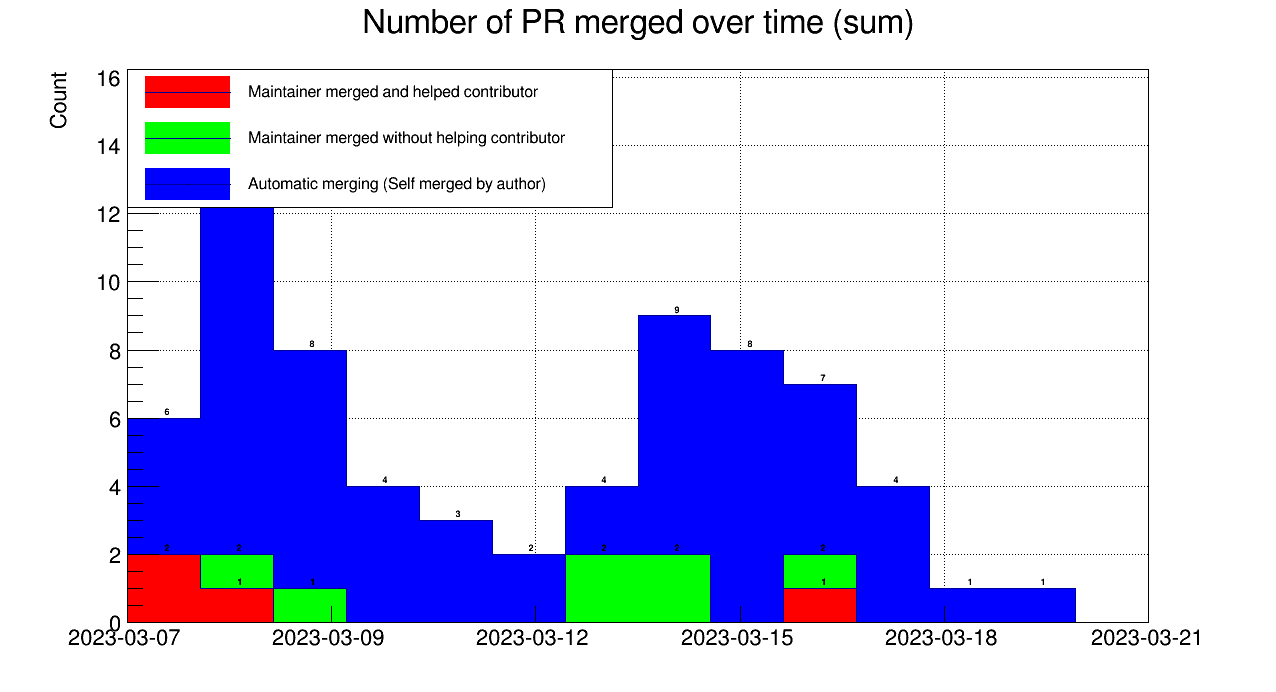 Number of PR merged over time (sum)
Count
16
14
12
10
8
6
4
2
0
Maintainer merged and helped contributor
Maintainer merged without helping contributor
Automatic merging (Self merged by author)
9
8 8
7
6
4 4 4
3
2 2 2 2 2 2
1 1 1 1 1
2023-03-07 2023-03-09 2023-03-12 2023-03-15 2023-03-18 2023-03-21